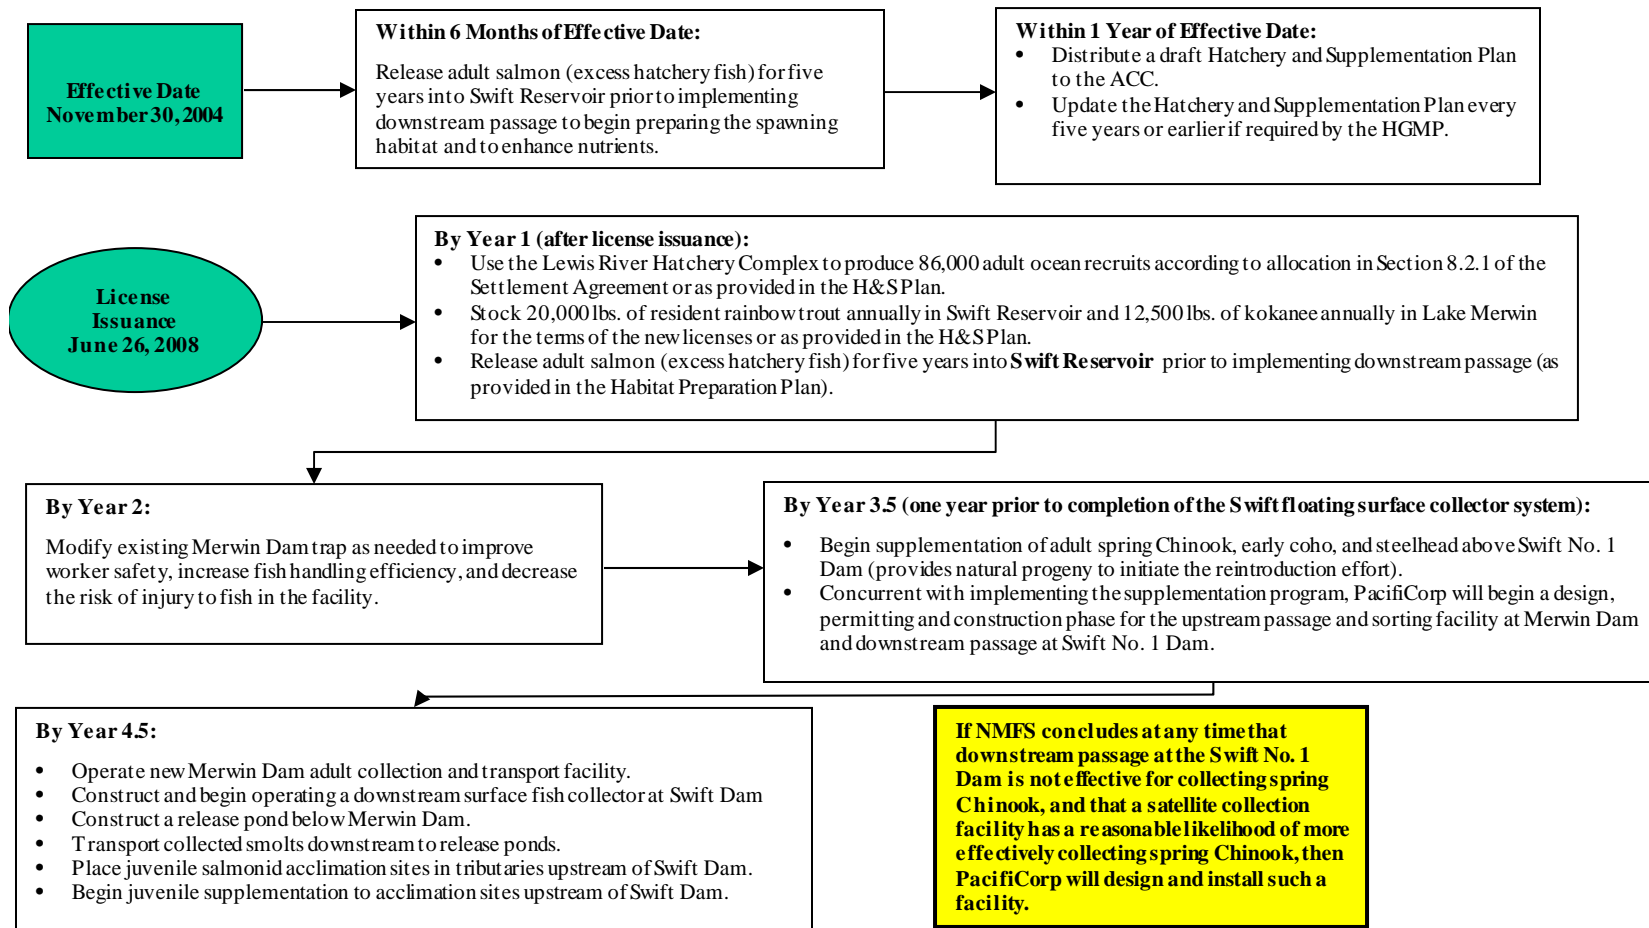 Effective Date
November 30, 2004
Within 6 Months of Effective Date:
Release adult salmon (excess hatchery fish) for five
years into Swift Reservoir prior to implementing
downstream passage to begin preparing the spawning
habitat and to enhance nutrients.
Within 1 Year of Effective Date:
• Distribute a draft Hatchery and Supplementation Plan
to the ACC.
• Update the Hatchery and Supplementation Plan every
five years or earlier if required by the HGMP.
License
Issuance
June 26, 2008
By Year 1 (after license issuance):
• Use the Lewis River Hatchery Complex to produce 86,000 adult ocean recruits according to allocation in Section 8.2.1 of the
Settlement Agreement or as provided in the H&S Plan.
• Stock 20,000 lbs. of resident rainbow trout annually in Swift Reservoir and 12,500 lbs. of kokanee annually in Lake Merwin
for the terms of the new licenses or as provided in the H&S Plan.
• Release adult salmon (excess hatchery fish) for five years into Swift Reservoir prior to implementing downstream passage (as
provided in the Habitat Preparation Plan).
By Year 2:
Modify existing Merwin Dam trap as needed to improve
worker safety, increase fish handling efficiency, and decrease
the risk of injury to fish in the facility.
By Year 3.5 (one year prior to completion of the Swift floating surface collector system):
• Begin supplementation of adult spring Chinook, early coho, and steelhead above Swift No. 1
Dam (provides natural progeny to initiate the reintroduction effort).
• Concurrent with implementing the supplementation program, PacifiCorp will begin a design,
permitting and construction phase for the upstream passage and sorting facility at Merwin Dam
and downstream passage at Swift No. 1 Dam.
By Year 4.5:
• Operate new Merwin Dam adult collection and transport facility.
• Construct and begin operating a downstream surface fish collector at Swift Dam
• Construct a release pond below Merwin Dam.
• Transport collected smolts downstream to release ponds.
• Place juvenile salmonid acclimation sites in tributaries upstream of Swift Dam.
• Begin juvenile supplementation to acclimation sites upstream of Swift Dam.
If NMFS concludes at any time that
downstream passage at the Swift No. 1
Dam is not effective for collecting spring
Chinook, and that a satellite collection
facility has a reasonable likelihood of more
effectively collecting spring Chinook, then
PacifiCorp will design and install such a
facility.